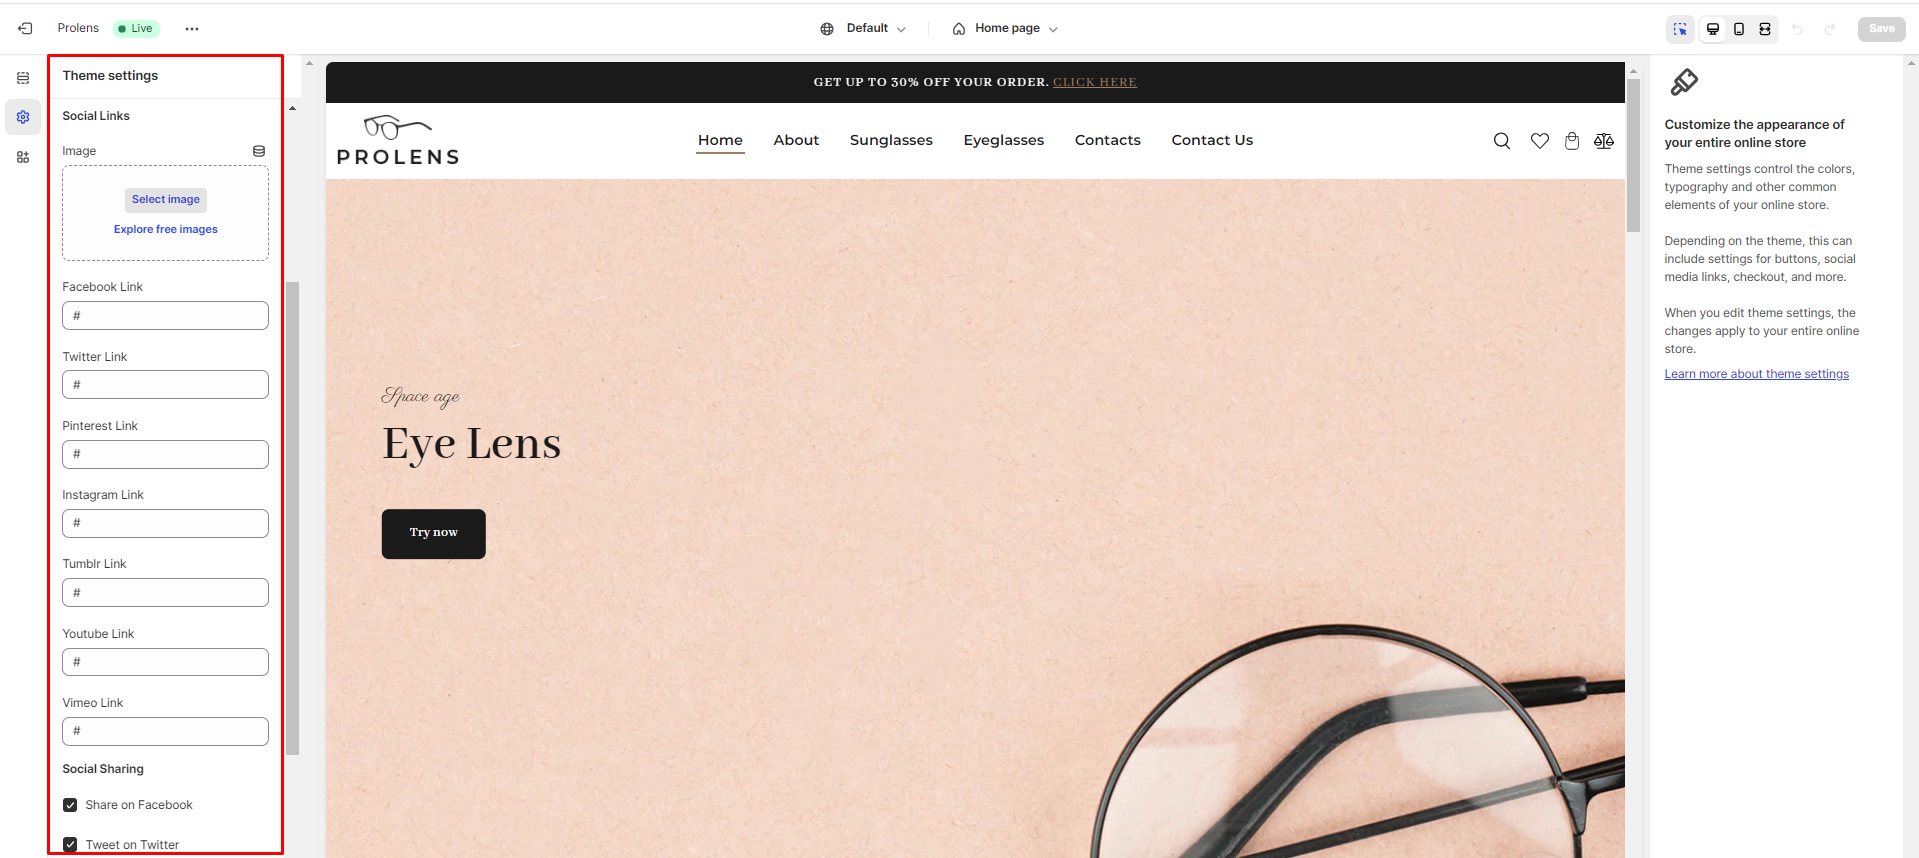 Prolens
Live
Default
Home page
Save
Theme settings
Social Links
Image
Select image
Explore free images
Facebook Link
#
Twitter Link
#
Pinterest Link
#
Instagram Link
#
Tumblr Link
#
Youtube Link
#
Vimeo Link
#
Social Sharing
Share on Facebook
Tweet on Twitter
GET UP TO 30% OFF YOUR ORDER. CLICK HERE
PROLENS
Home
About
Sunglasses
Eyeglasses
Contacts
Contact Us
Space age
Eye Lens
Try now
Customize the appearance of
your entire online store
Theme settings control the colors,
typography and other common
elements of your online store.
Depending on the theme, this can
include settings for buttons, social
media links, checkout, and more.
When you edit theme settings, the
changes apply to your entire online
store.
Learn more about theme settings